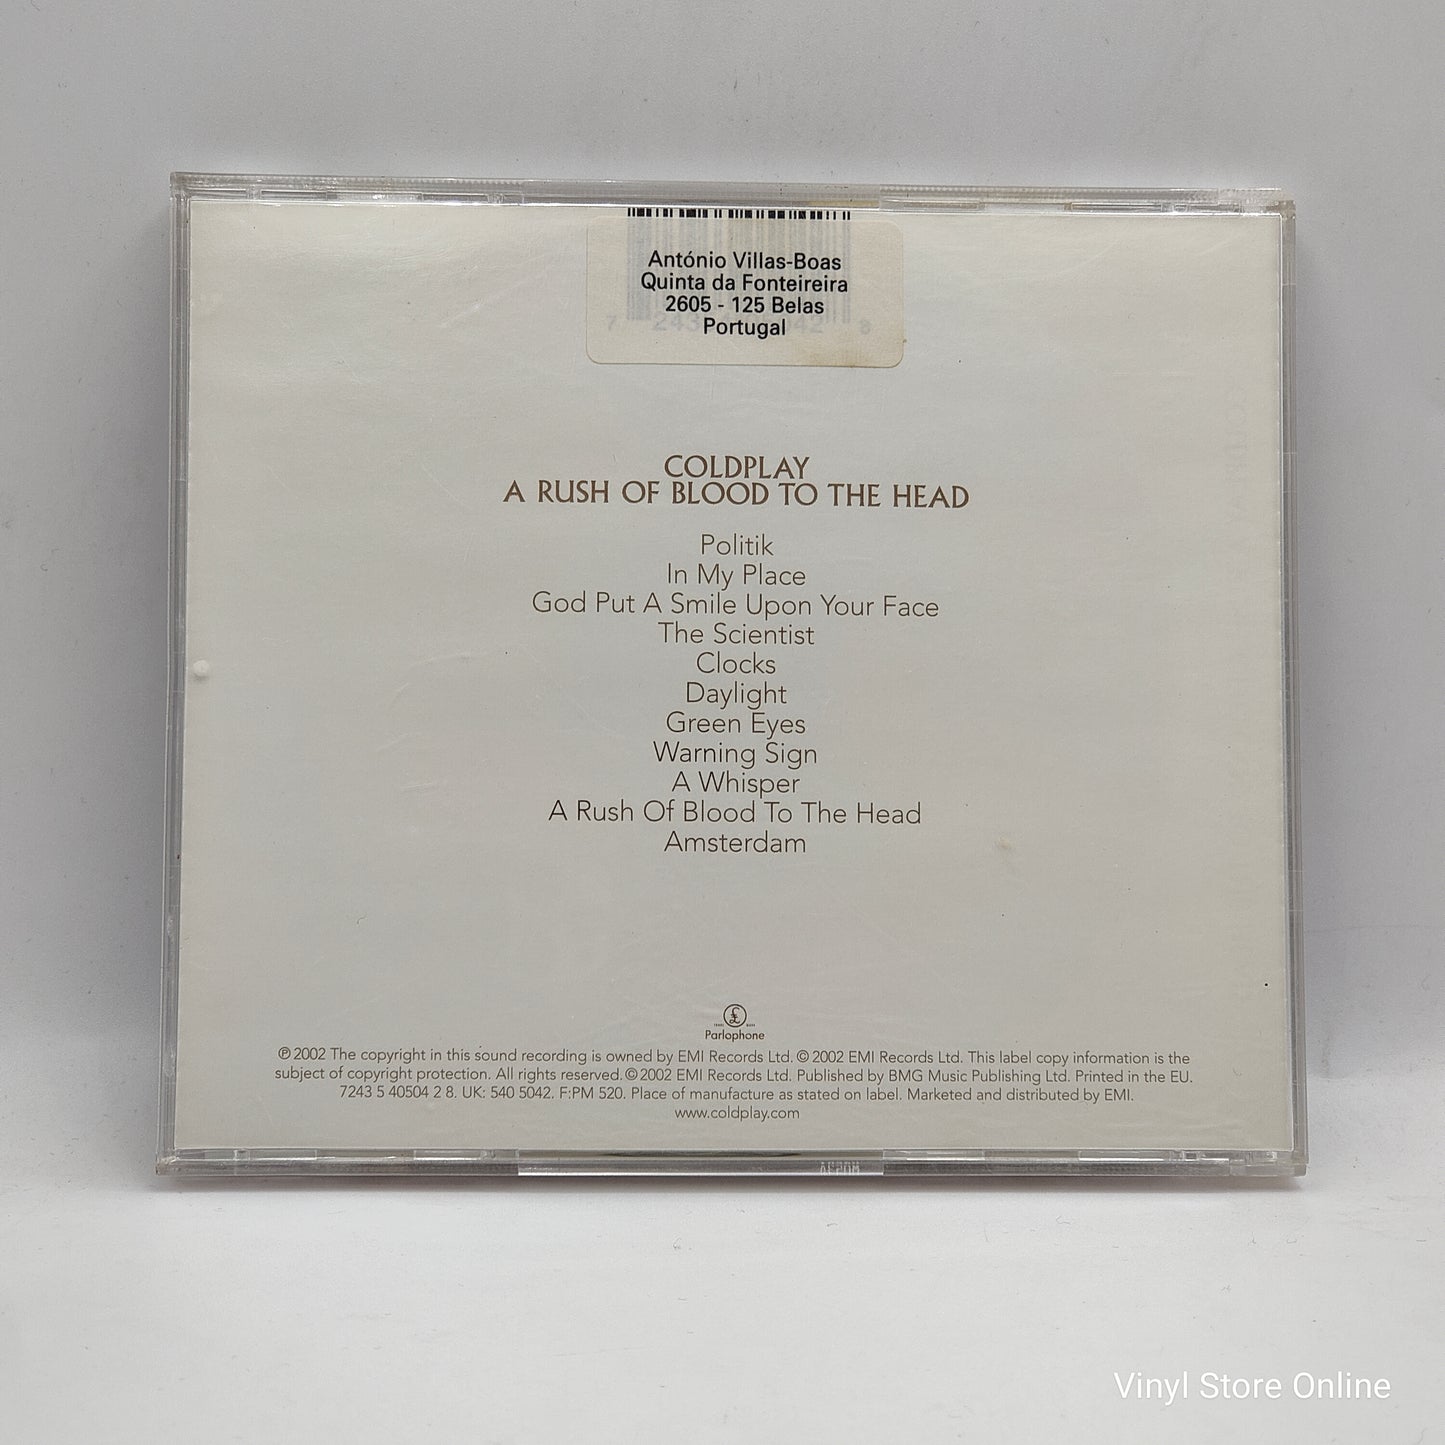 António Villas-Boas
Quinta da Fonteireira
2605 - 125 Belas
Portugal
COLDPLAY
A RUSH OF BLOOD TO THE HEAD
Politik
In My Place
God Put A Smile Upon Your Face
The Scientist
Clocks
Daylight
Green Eyes
Warning Sign
A Whisper
A Rush Of Blood To The Head
Amsterdam
Parlophone
℗ 2002 The copyright in this sound recording is owned by EMI Records Ltd. © 2002 EMI Records Ltd. This label copy information is the
subject of copyright protection. All rights reserved. © 2002 EMI Records Ltd. Published by BMG Music Publishing Ltd. Printed in the EU.
7243 5 40504 2 8. UK: 540 5042. F:PM 520. Place of manufacture as stated on label. Marketed and distributed by EMI.
www.coldplay.com
Vinyl Store Online